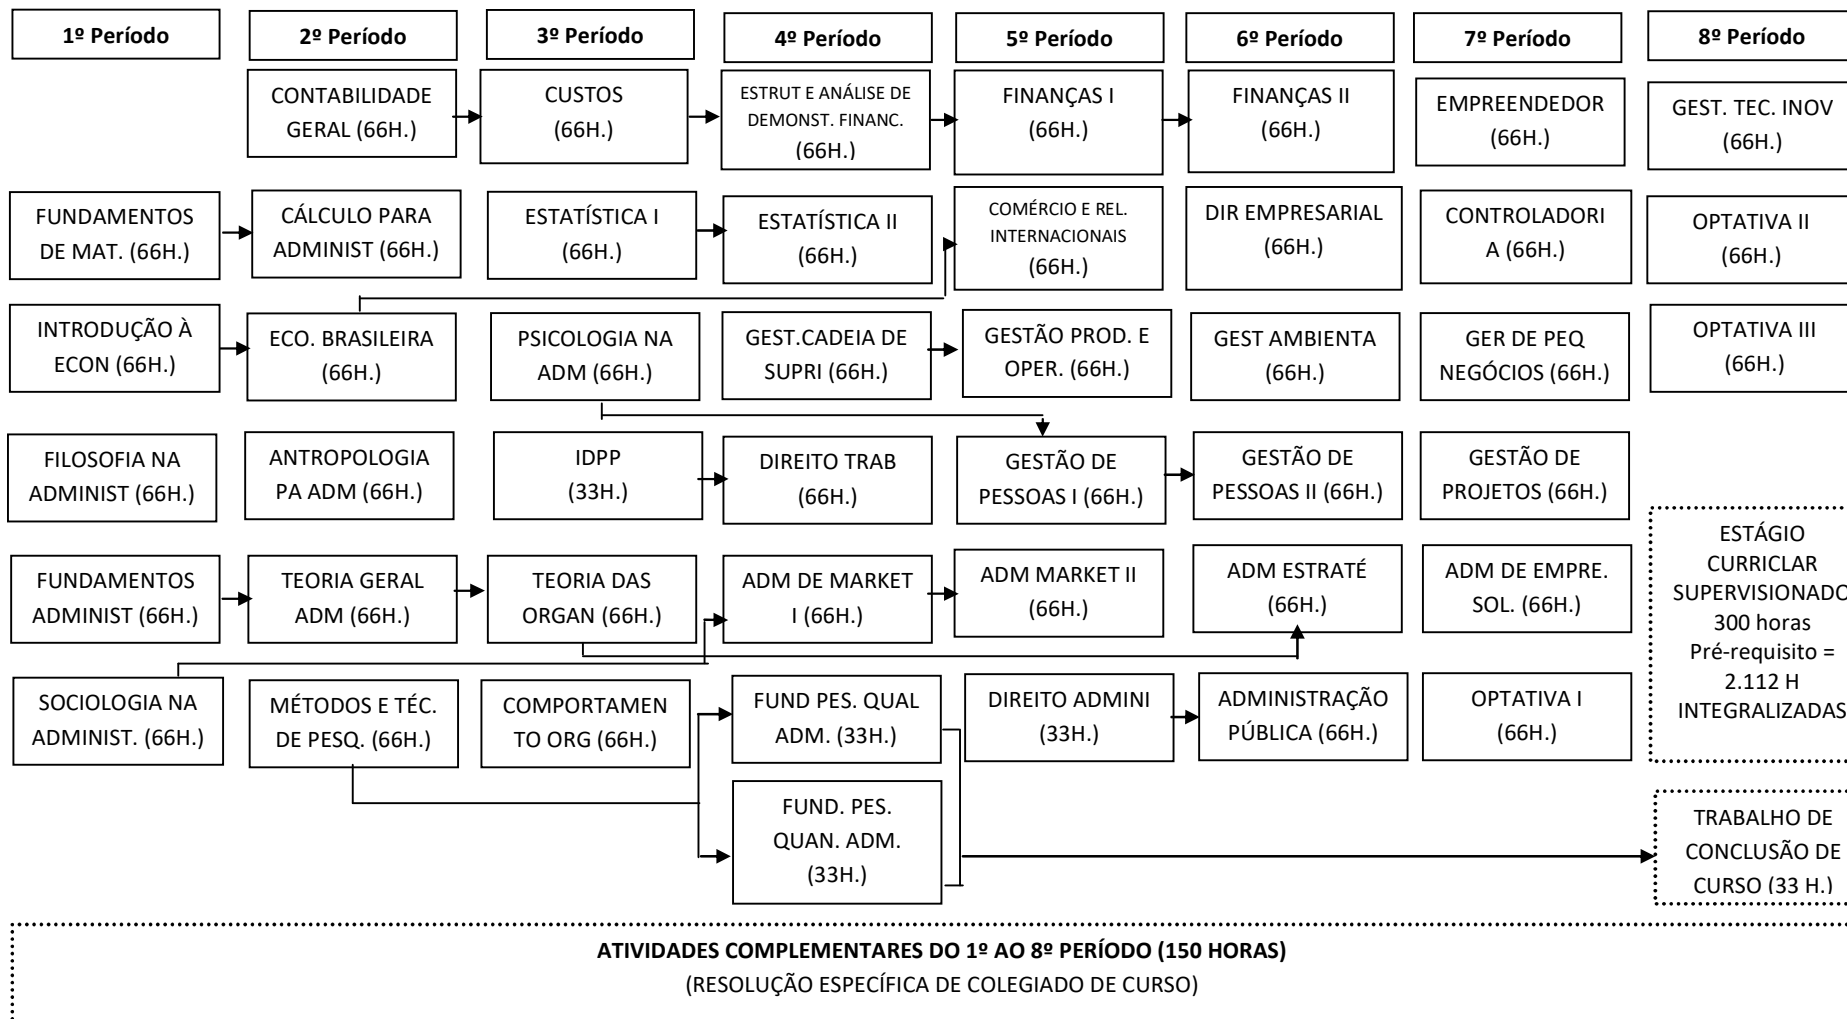 1º Período
2º Período
3º Período
4º Período
5º Período
6º Período
7º Período
8º Período
CONTABILIDADE
GERAL (66H.)
CUSTOS
(66H.)
ESTRUT E ANÁLISE DE
DEMONST. FINANC.
(66H.)
FINANÇAS I
(66H.)
FINANÇAS II
(66H.)
EMPREENDEDOR
(66H.)
GEST. TEC. INOV
(66H.)
FUNDAMENTOS
DE MAT. (66H.)
CÁLCULO PARA
ADMINIST (66H.)
ESTATÍSTICA I
(66H.)
ESTATÍSTICA II
(66H.)
COMÉRCIO E REL.
INTERNACIONAIS
(66H.)
DIR EMPRESARIAL
(66H.)
CONTROLADORI
A (66H.)
OPTATIVA II
(66H.)
INTRODUÇÃO À
ECON (66H.)
ECO. BRASILEIRA
(66H.)
PSICOLOGIA NA
ADM (66H.)
GEST.CADEIA DE
SUPRI (66H.)
GESTÃO PROD. E
OPER. (66H.)
GEST AMBIENTA
(66H.)
GER DE PEQ
NEGÓCIOS (66H.)
OPTATIVA III
(66H.)
FILOSOFIA NA
ADMINIST (66H.)
ANTROPOLOGIA
PA ADM (66H.)
IDPP
(33H.)
DIREITO TRAB
(66H.)
GESTÃO DE
PESSOAS I (66H.)
GESTÃO DE
PESSOAS II (66H.)
GESTÃO DE
PROJETOS (66H.)
ESTÁGIO
CURRICLAR
SUPERVISIONADO
300 horas
Pré-requisito =
2.112 H
INTEGRALIZADAS
FUNDAMENTOS
ADMINIST (66H.)
TEORIA GERAL
ADM (66H.)
TEORIA DAS
ORGAN (66H.)
ADM DE MARKET
I (66H.)
ADM MARKET II
(66H.)
ADM ESTRATÉ
(66H.)
ADM DE EMPRE.
SOL. (66H.)
SOCIOLOGIA NA
ADMINIST. (66H.)
MÉTODOS E TÉC.
DE PESQ. (66H.)
COMPORTAMEN
TO ORG (66H.)
FUND PES. QUAL
ADM. (33H.)
DIREITO ADMINI
(33H.)
ADMINISTRAÇÃO
PÚBLICA (66H.)
OPTATIVA I
(66H.)
FUND. PES.
QUAN. ADM.
(33H.)
TRABALHO DE
CONCLUSÃO DE
CURSO (33 H.)
ATIVIDADES COMPLEMENTARES DO 1º AO 8º PERÍODO (150 HORAS)
(RESOLUÇÃO ESPECÍFICA DE COLEGIADO DE CURSO)